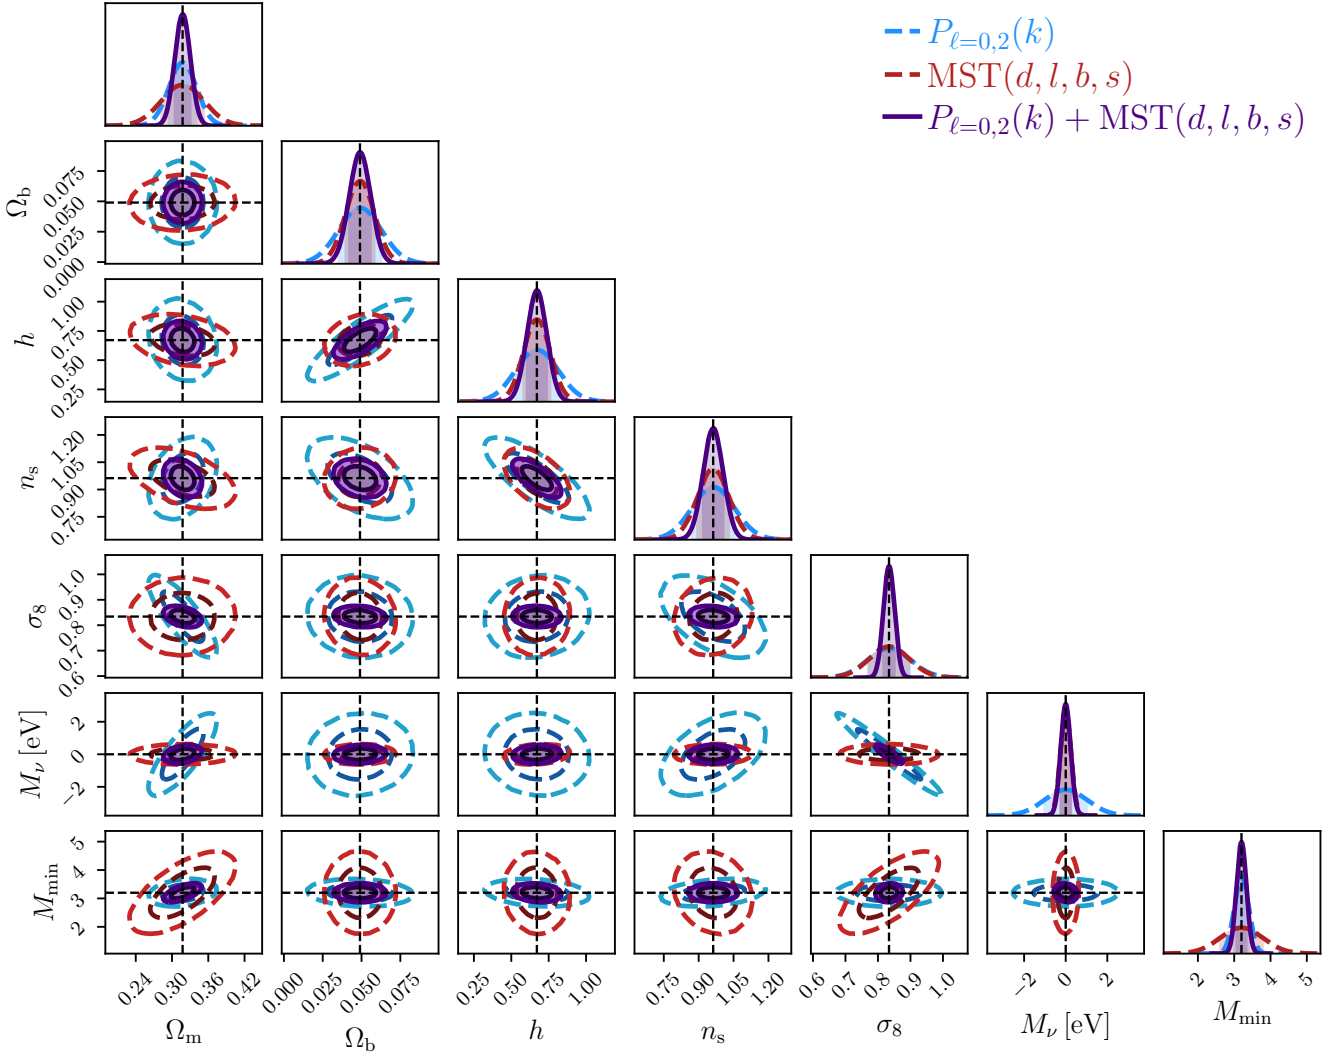 P_{ℓ=0,2}(k)
MST(d, l, b, s)
P_{ℓ=0,2}(k) + MST(d, l, b, s)
Ω_b
0.075
0.050
0.025
0.000
h
1.00
0.75
0.50
0.25
n_s
1.20
1.05
0.90
0.75
σ_8
1.0
0.9
0.8
0.7
0.6
M_ν [eV]
2
0
−2
M_min
5
4
3
2
0.24 0.30 0.36 0.42
0.000 0.025 0.050 0.075
0.25 0.50 0.75 1.00
0.75 0.90 1.05 1.20
0.6 0.7 0.8 0.9 1.0
−2 0 2
2 3 4 5
Ω_m Ω_b h n_s σ_8 M_ν [eV] M_min